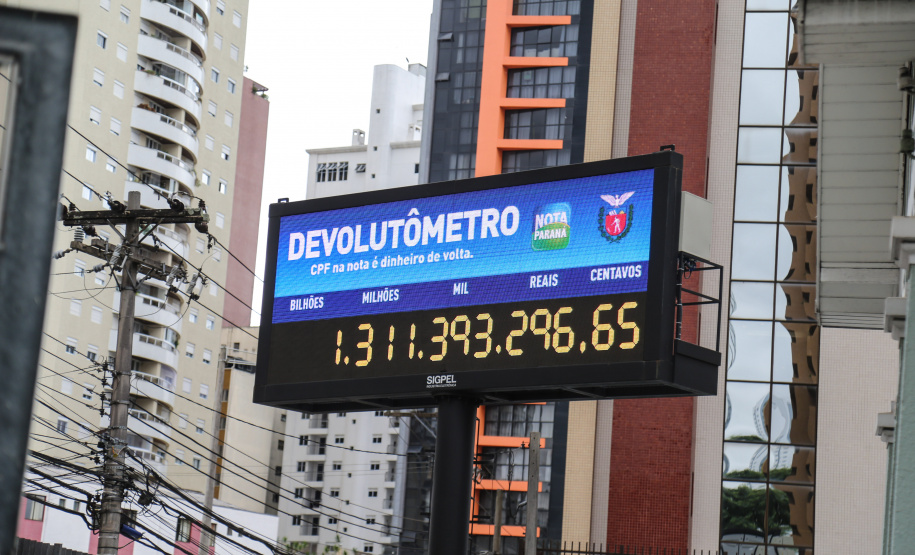 DEVOLUTÔMETRO
NOTA
PARANÁ
CPF na nota é dinheiro de volta.
BILHÕES MILHÕES MIL REAIS CENTAVOS
1.311.393.296,65
SIGPEL